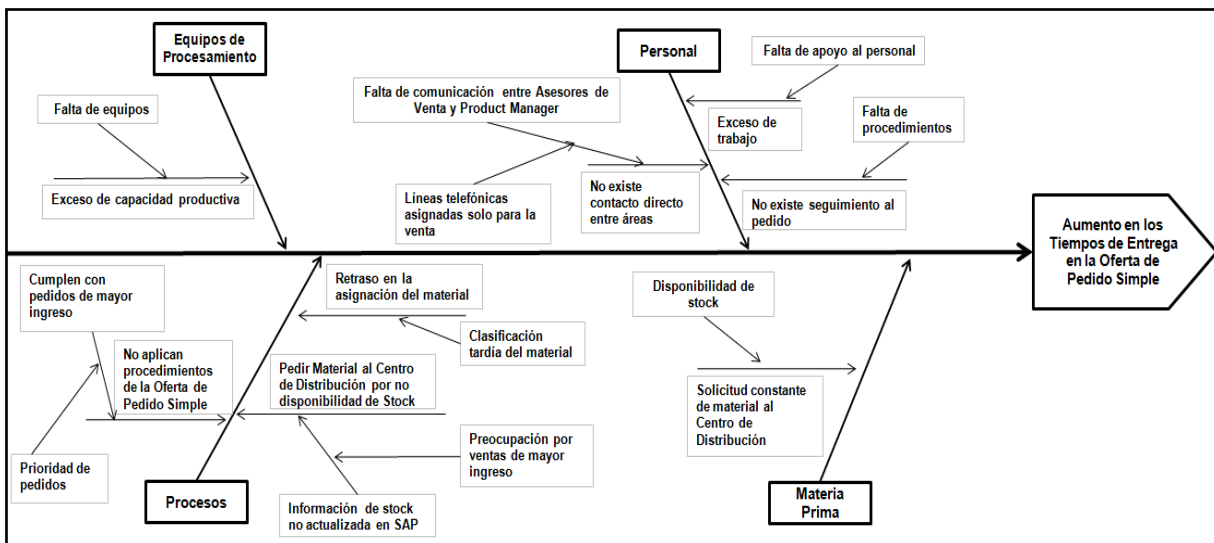 Equipos de
Procesamiento
Personal
Falta de apoyo al personal
Falta de comunicación entre Asesores de
Venta y Product Manager
Falta de equipos
Exceso de
trabajo
Falta de
procedimientos
Exceso de capacidad productiva
Líneas telefónicas
asignadas solo para la
venta
No existe
contacto directo
entre áreas
No existe seguimiento al
pedido
Aumento en los
Tiempos de Entrega
en la Oferta de
Pedido Simple
Cumplen con
pedidos de mayor
ingreso
Retraso en la
asignación del material
Disponibilidad de
stock
Clasificación
tardía del material
No aplican
procedimientos
de la Oferta de
Pedido Simple
Pedir Material al Centro
de Distribución por no
disponibilidad de Stock
Solicitud constante
de material al
Centro de
Distribución
Preocupación por
ventas de mayor
ingreso
Prioridad de
pedidos
Procesos
Información de stock
no actualizada en SAP
Materia
Prima